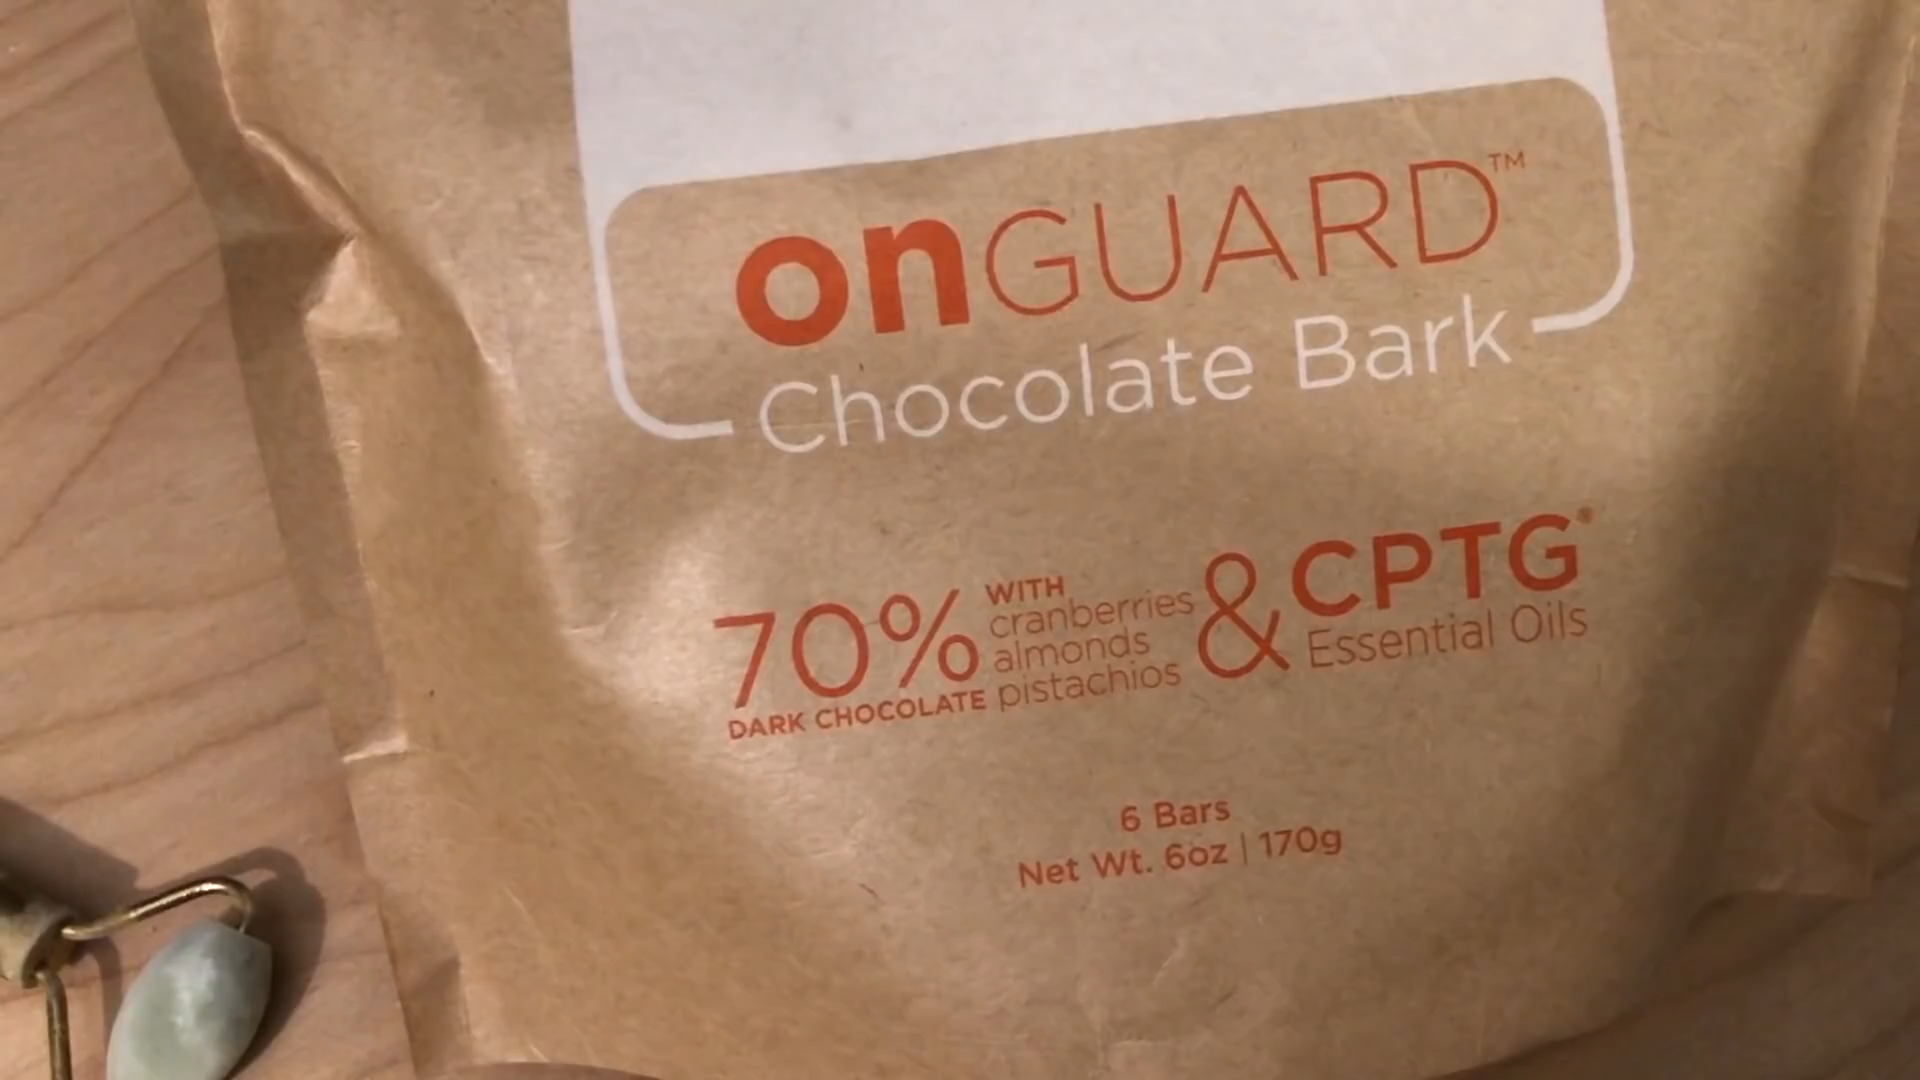 onGUARD™
Chocolate Bark
70%
DARK CHOCOLATE
WITH
cranberries
almonds
pistachios
& CPTG®
Essential Oils
6 Bars
Net Wt. 6oz | 170g